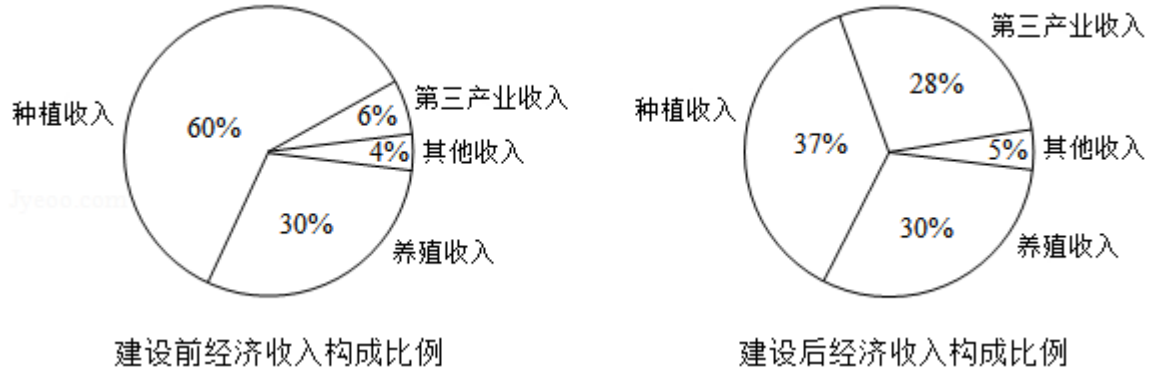 第三产业收入
28%
种植收入
37%
5%
其他收入
30%
养殖收入
建设后经济收入构成比例
种植收入
60%
第三产业收入
6%
4%
其他收入
30%
养殖收入
建设前经济收入构成比例
Jyeoo.com